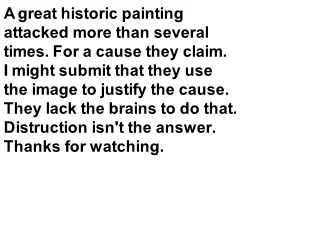 A great historic painting
attacked more than several
times. For a cause they claim.
I might submit that they use
the image to justify the cause.
They lack the brains to do that.
Distruction isn't the answer.
Thanks for watching.